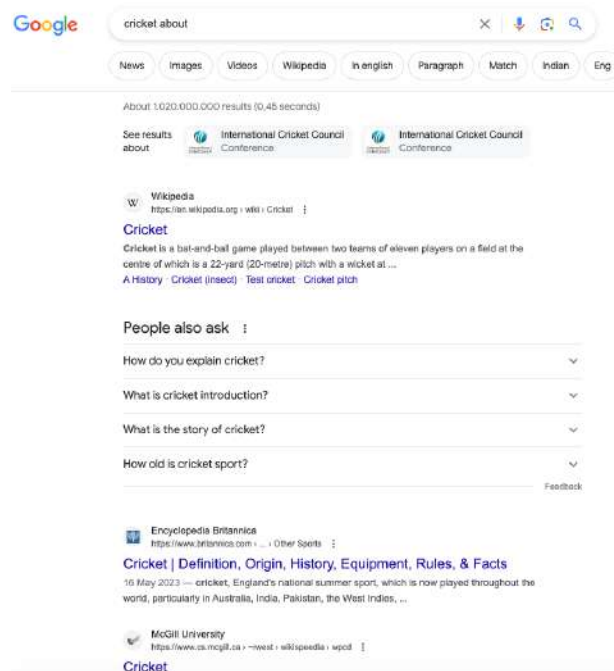 Google
cricket about
News Images Videos Wikipedia In english Paragraph Match Indian Eng
About 1.020.000.000 results (0,45 seconds)
See results about
International Cricket Council
Conference
International Cricket Council
Conference
W Wikipedia
https://en.wikipedia.org › wiki › Cricket
Cricket
Cricket is a bat-and-ball game played between two teams of eleven players on a field at the
centre of which is a 22-yard (20-metre) pitch with a wicket at ...
A History · Cricket (insect) · Test cricket · Cricket pitch
People also ask
How do you explain cricket?
What is cricket introduction?
What is the story of cricket?
How old is cricket sport?
Feedback
Encyclopedia Britannica
https://www.britannica.com › ... › Other Sports
Cricket | Definition, Origin, History, Equipment, Rules, & Facts
16 May 2023 — cricket, England's national summer sport, which is now played throughout the
world, particularly in Australia, India, Pakistan, the West Indies, ...
McGill University
https://www.cs.mcgill.ca › ~rwest › wikispeedia › wpcd
Cricket